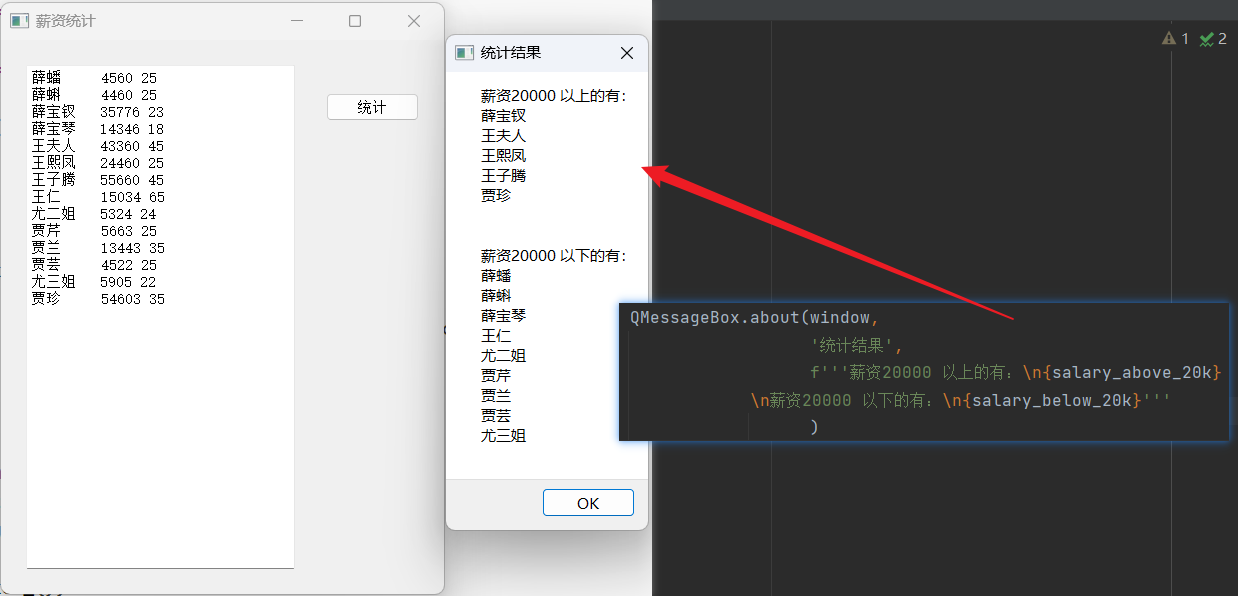 薪资统计
薛蟠 4560 25
薛蝌 4460 25
薛宝钗 35776 23
薛宝琴 14346 18
王夫人 43360 45
王熙凤 24460 25
王子腾 55660 45
王仁 15034 65
尤二姐 5324 24
贾芹 5663 25
贾兰 13443 35
贾芸 4522 25
尤三姐 5905 22
贾珍 54603 35
统计
统计结果
薪资20000 以上的有：
薛宝钗
王夫人
王熙凤
王子腾
贾珍
薪资20000 以下的有：
薛蟠
薛蝌
薛宝琴
王仁
尤二姐
贾芹
贾兰
贾芸
尤三姐
OK
1 2
QMessageBox.about(window,
'统计结果',
f'''薪资20000 以上的有：\n{salary_above_20k}
\n薪资20000 以下的有：\n{salary_below_20k}'''
)